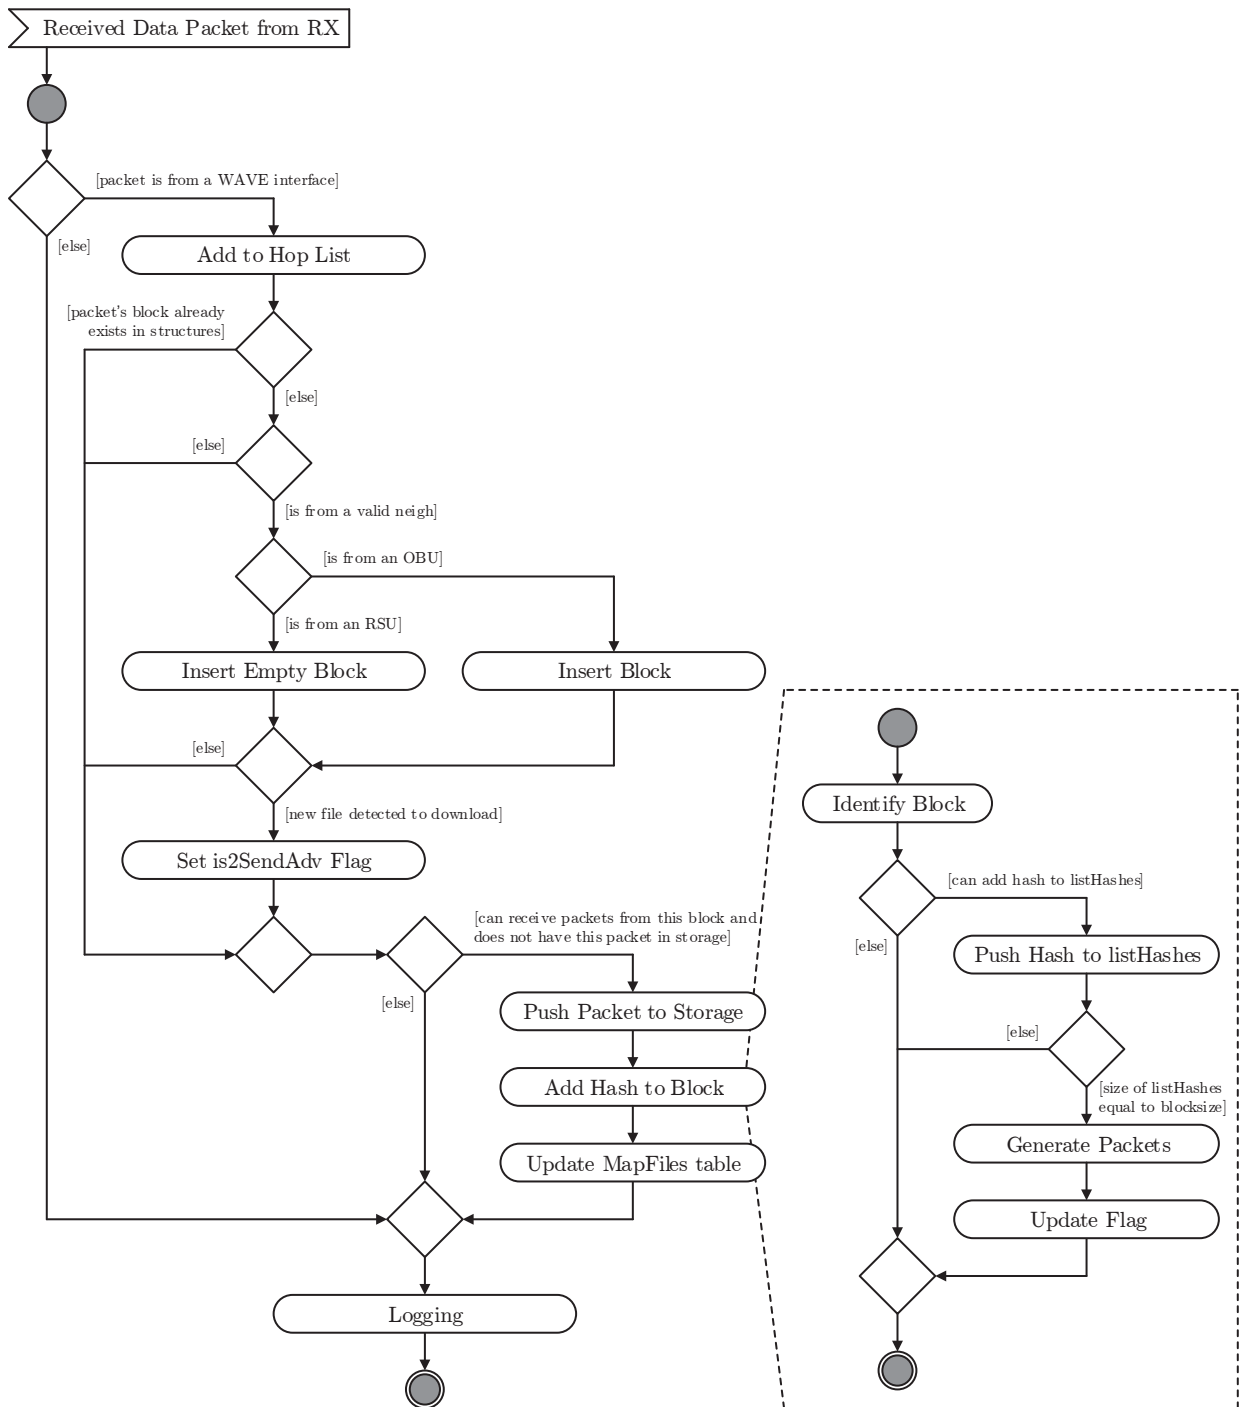 Received Data Packet from RX
[packet is from a WAVE interface]
[else]
Add to Hop List
[packet's block already
exists in structures]
[else]
[else]
[is from a valid neigh]
[is from an OBU]
[is from an RSU]
Insert Empty Block
Insert Block
[else]
[new file detected to download]
Set is2SendAdv Flag
[can receive packets from this block and
does not have this packet in storage]
[else]
Push Packet to Storage
Add Hash to Block
Update MapFiles table
Logging
Identify Block
[can add hash to listHashes]
[else]
Push Hash to listHashes
[else]
[size of listHashes
equal to blocksize]
Generate Packets
Update Flag